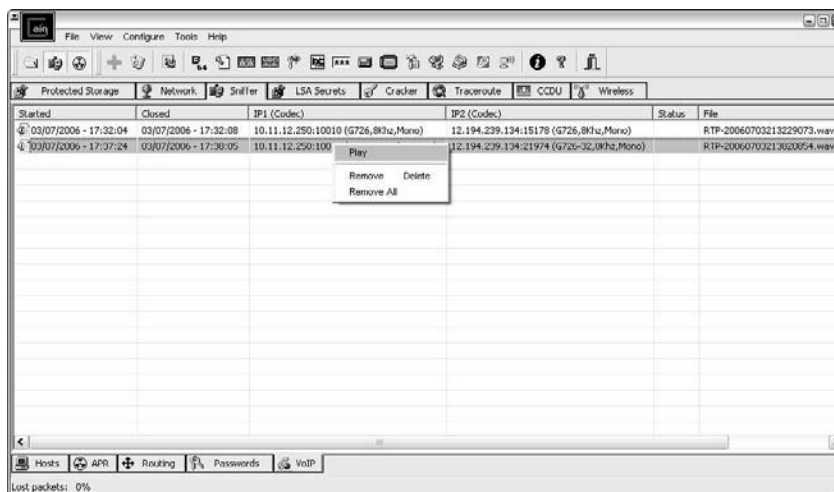 ain
File View Configure Tools Help
Protected Storage Network Sniffer LSA Secrets Cracker Traceroute CCDU Wireless
Started Closed IP1 (Codec) IP2 (Codec) Status File
03/07/2006 - 17:32:04 03/07/2006 - 17:32:08 10.11.12.250:10010 (G726,8Khz,Mono) 12.194.239.134:15178 (G726,8Khz,Mono) RTP-20060703213229073.wav
03/07/2006 - 17:37:24 03/07/2006 - 17:38:05 10.11.12.250:100 12.194.239.134:21974 (G726-32,8Khz,Mono) RTP-20060703213820854.wav
Play
Remove Delete
Remove All
Hosts APR Routing Passwords VoIP
Lost packets: 0%